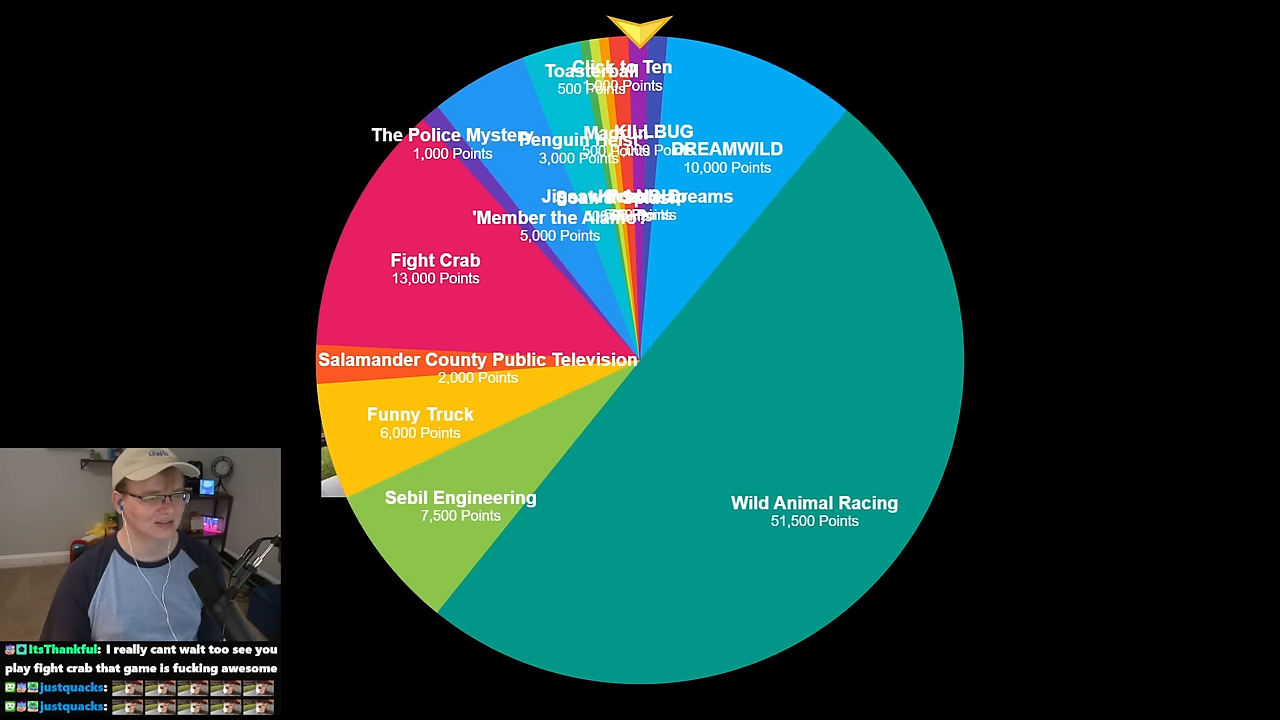 Click to Ten
1,000 Points
Toasterball
500 Points
KILLBUG
The Police Mystery
1,000 Points
Penguin Heist
3,000 Points
DREAMWILD
10,000 Points
Dreams
'Member the Alamo?
5,000 Points
Fight Crab
13,000 Points
Salamander County Public Television
2,000 Points
Funny Truck
6,000 Points
Sebil Engineering
7,500 Points
Wild Animal Racing
51,500 Points
LIVE
ItsThankful: I really cant wait too see you
play fight crab that game is fucking awesome
justquacks:
justquacks: